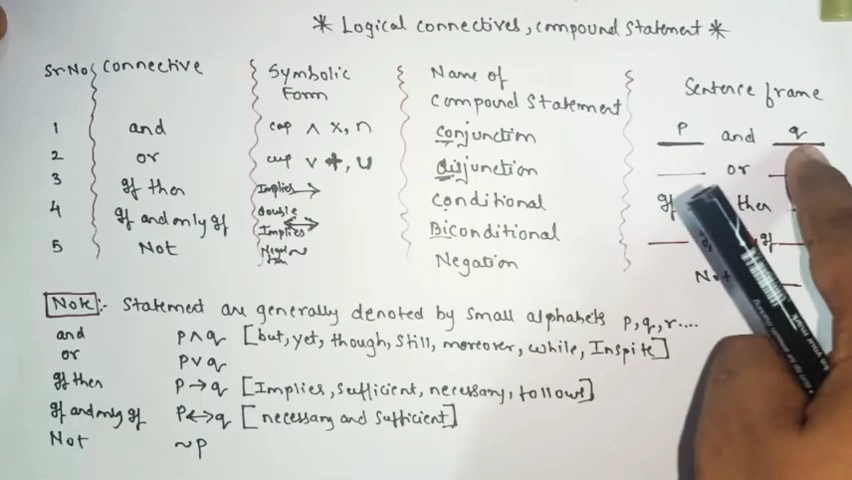 * Logical connectives, compound statement *
Sr No Connective Symbolic Form Name of compound statement Sentence frame
1 and cap ∧ x, ∩ conjunction p and q
2 or cup ∨ +, ∪ disjunction or
3 If then Implies → Conditional If then
4 If and only If double Implies ↔ Biconditional If
5 Not Negation ~ Negation Not
Note :- Statement are generally denoted by small alphabets p, q, r....
and p∧q [but, yet, though, still, moreover, while, Inspite]
or p∨q
If then p→q [Implies, sufficient, necessary, follows]
If and only If p↔q [necessary and sufficient]
Not ~p